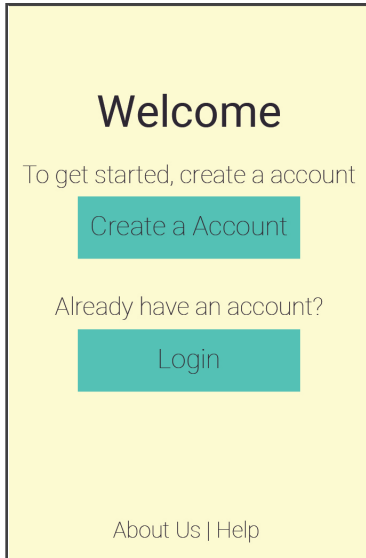 Welcome
To get started, create a account
Create a Account
Already have an account?
Login
About Us | Help